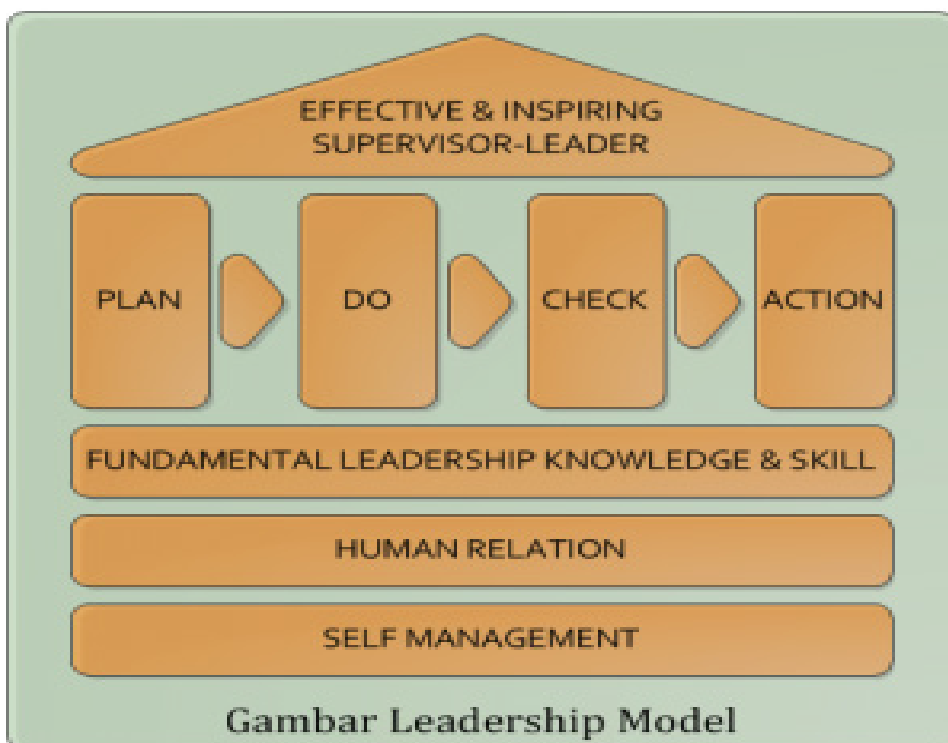 EFFECTIVE & INSPIRING
SUPERVISOR-LEADER
PLAN
DO
CHECK
ACTION
FUNDAMENTAL LEADERSHIP KNOWLEDGE & SKILL
HUMAN RELATION
SELF MANAGEMENT
Gambar Leadership Model